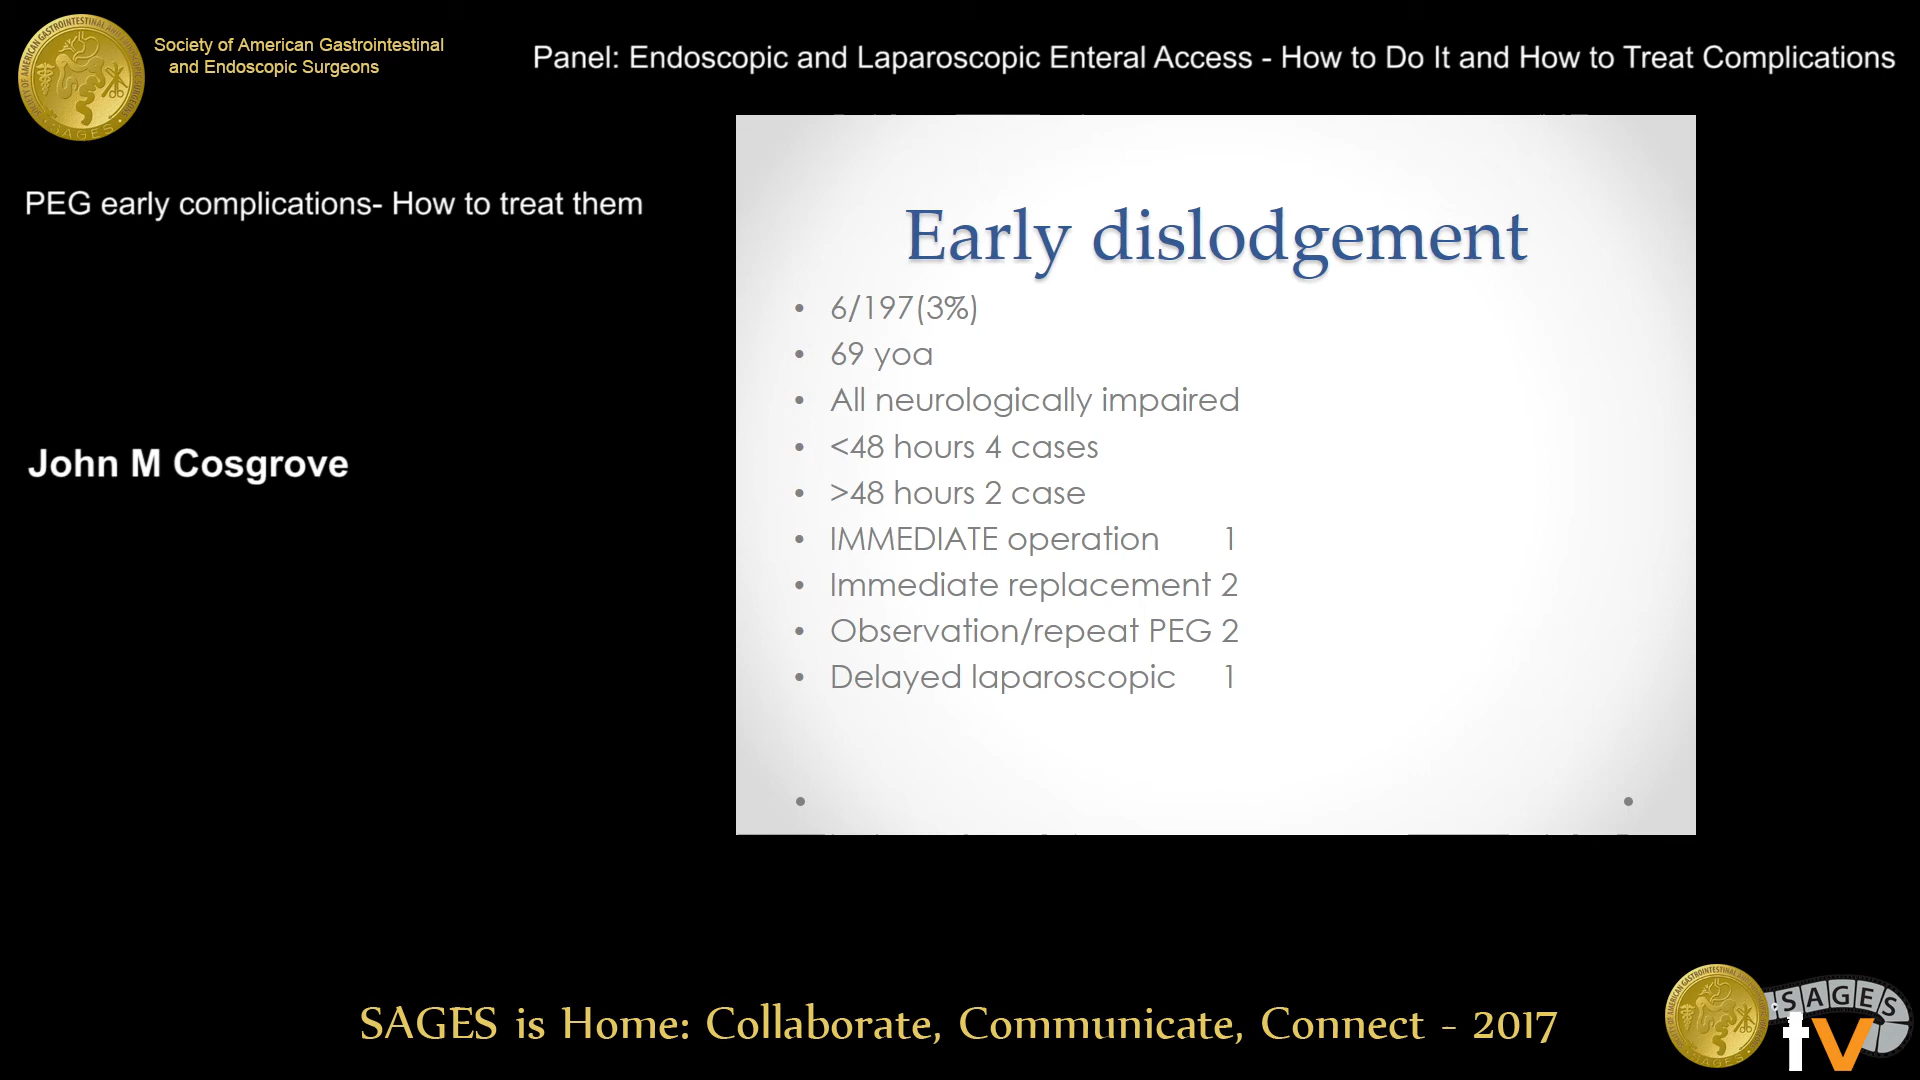 Society of American Gastrointestinal
and Endoscopic Surgeons
Panel: Endoscopic and Laparoscopic Enteral Access - How to Do It and How to Treat Complications
PEG early complications- How to treat them
John M Cosgrove
Early dislodgement
• 6/197(3%)
• 69 yoa
• All neurologically impaired
• <48 hours 4 cases
• >48 hours 2 case
• IMMEDIATE operation 1
• Immediate replacement 2
• Observation/repeat PEG 2
• Delayed laparoscopic 1
SAGES is Home: Collaborate, Communicate, Connect - 2017
SAGES
tv